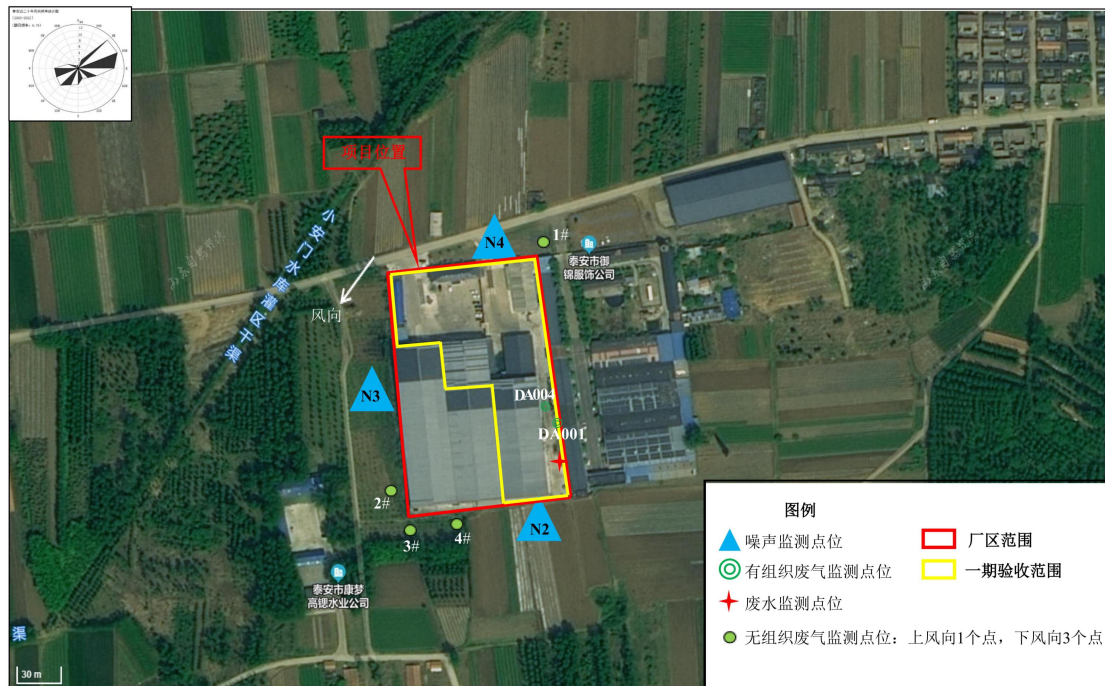 项目位置
小安门水库灌区干渠
风向
N4
1#
泰安市御
锦服饰公司
N3
DA004
DA001
2#
3#
4#
N2
泰安市康梦
高锶水业公司
渠
30 m
图例
噪声监测点位
厂区范围
有组织废气监测点位
一期验收范围
废水监测点位
无组织废气监测点位：上风向1个点，下风向3个点